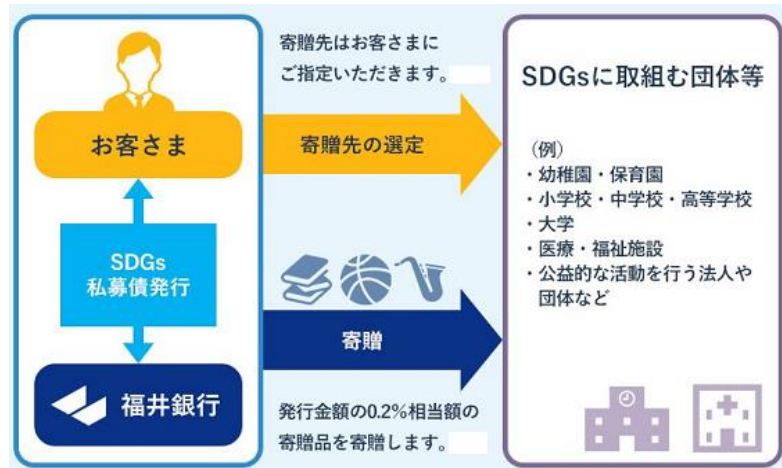 お客さま
SDGs
私募債発行
福井銀行
寄贈先はお客さまに
ご指定いただきます。
寄贈先の選定
寄贈
発行金額の0.2%相当額の
寄贈品を寄贈します。
SDGsに取組む団体等
（例）
・幼稚園・保育園
・小学校・中学校・高等学校
・大学
・医療・福祉施設
・公益的な活動を行う法人や
団体など